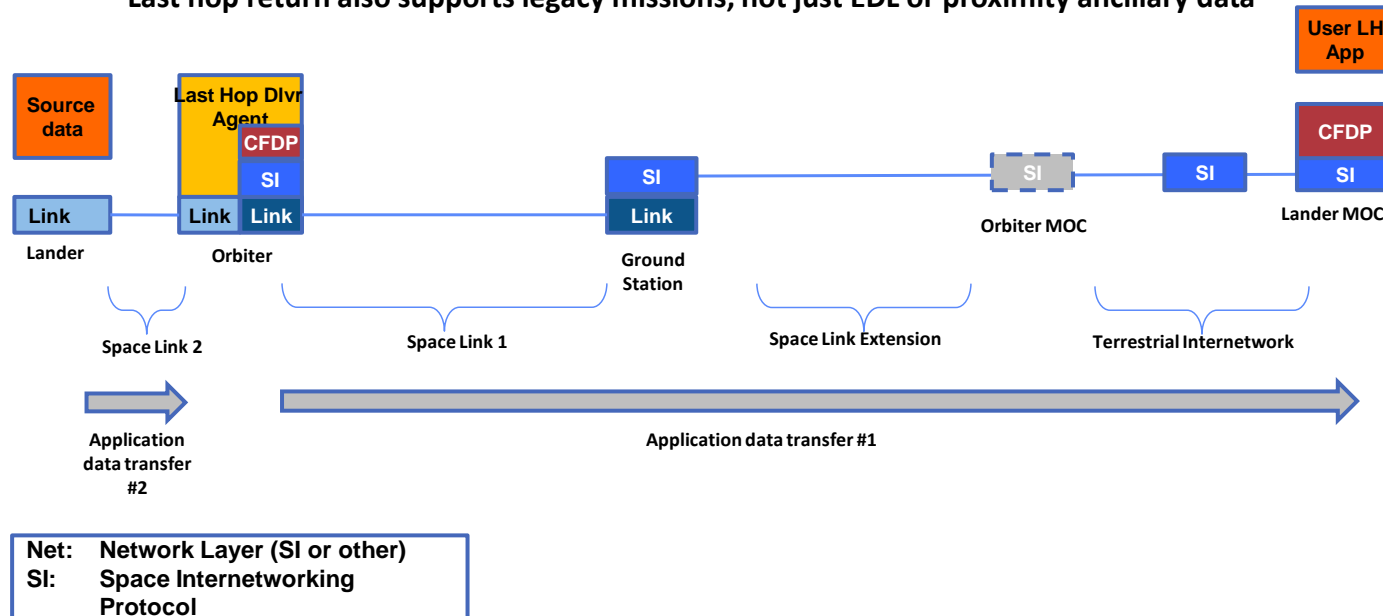 Last hop return also supports legacy missions, not just EDL or proximity ancillary data
User LH
App
Source
data
Last Hop Dlvr
Agent
CFDP
CFDP
SI
SI
SI
SI
SI
Link
Link
Link
Link
Lander
Orbiter
Ground
Station
Orbiter MOC
Lander MOC
Space Link 2
Space Link 1
Space Link Extension
Terrestrial Internetwork
Application
data transfer
#2
Application data transfer #1
Net: Network Layer (SI or other)
SI: Space Internetworking
Protocol